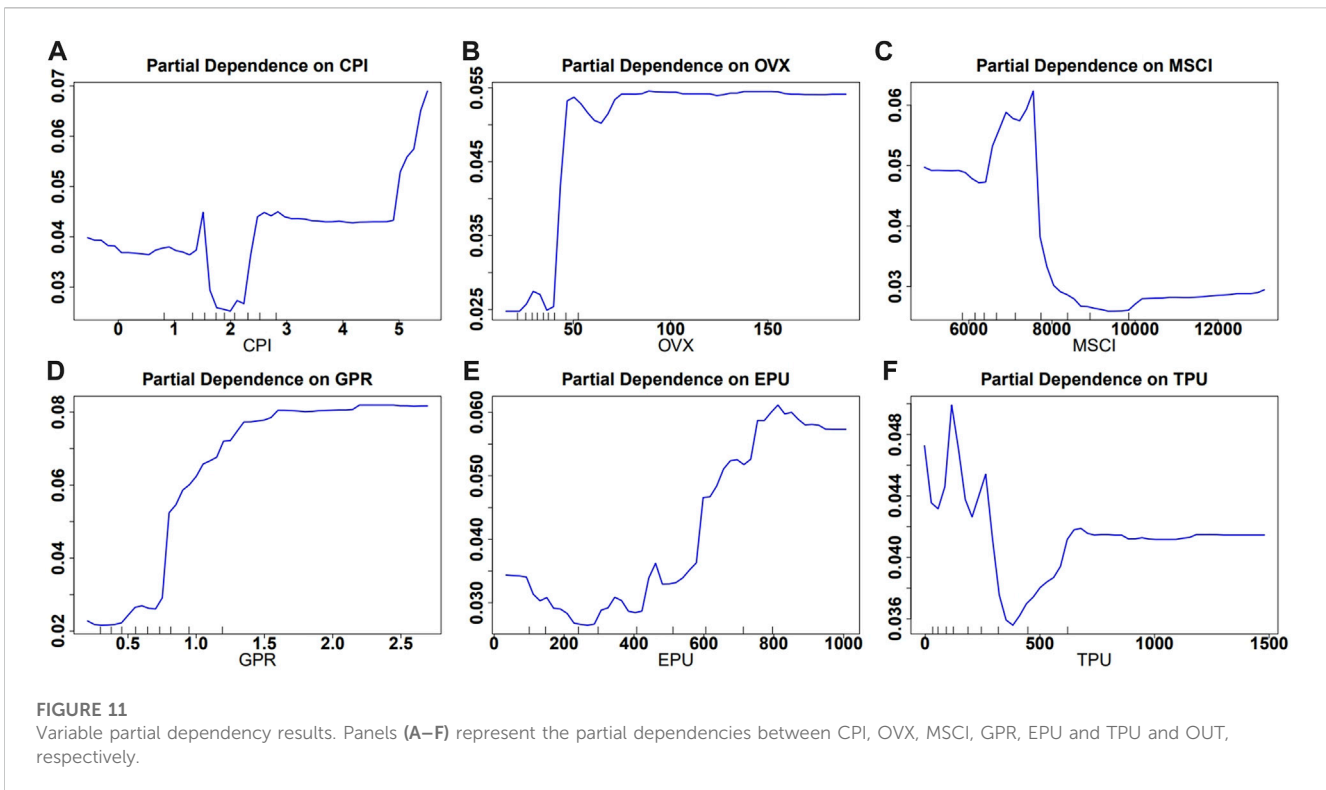 A
Partial Dependence on CPI
0.07
0.06
0.05
0.04
0.03
0 1 2 3 4 5
CPI
B
Partial Dependence on OVX
0.055
0.045
0.035
0.025
50 100 150
OVX
C
Partial Dependence on MSCI
0.06
0.05
0.04
0.03
6000 8000 10000 12000
MSCI
D
Partial Dependence on GPR
0.08
0.06
0.04
0.02
0.5 1.0 1.5 2.0 2.5
GPR
E
Partial Dependence on EPU
0.060
0.050
0.040
0.030
0 200 400 600 800 1000
EPU
F
Partial Dependence on TPU
0.048
0.044
0.040
0.036
0 500 1000 1500
TPU
FIGURE 11
Variable partial dependency results. Panels (A–F) represent the partial dependencies between CPI, OVX, MSCI, GPR, EPU and TPU and OUT,
respectively.